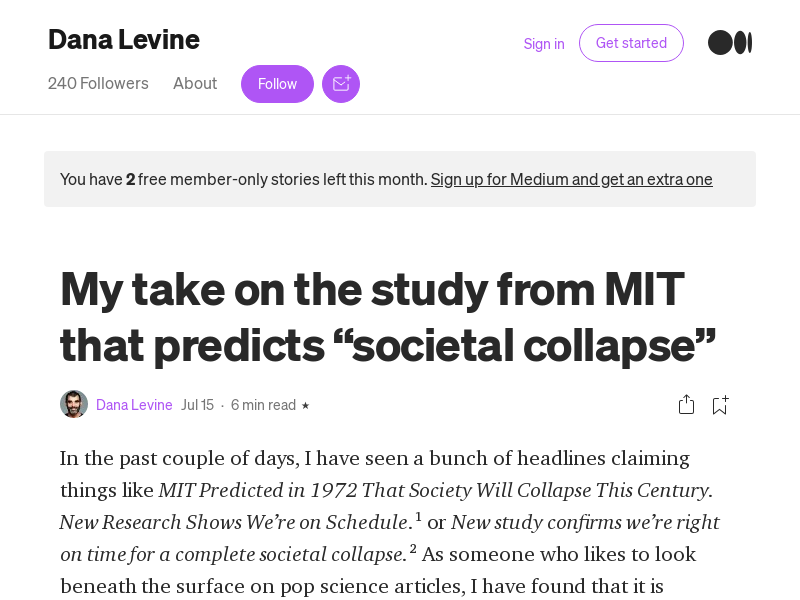 Dana Levine
Sign in
Get started
240 Followers
About
Follow
You have 2 free member-only stories left this month. Sign up for Medium and get an extra one
My take on the study from MIT
that predicts “societal collapse”
Dana Levine Jul 15 · 6 min read ★
In the past couple of days, I have seen a bunch of headlines claiming
things like MIT Predicted in 1972 That Society Will Collapse This Century.
New Research Shows We’re on Schedule.¹ or New study confirms we’re right
on time for a complete societal collapse.² As someone who likes to look
beneath the surface on pop science articles, I have found that it is